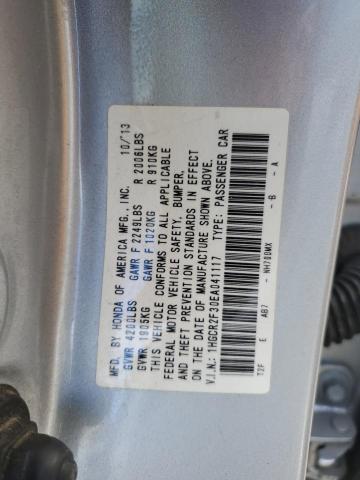 MFD. BY HONDA OF AMERICA MFG., INC. 10/13
GVWR 4200LBS GAWR F 2249LBS R 2006LBS
GVWR 1905KG GAWR F 1020KG R 910KG
THIS VEHICLE CONFORMS TO ALL APPLICABLE
FEDERAL MOTOR VEHICLE SAFETY, BUMPER,
AND THEFT PREVENTION STANDARDS IN EFFECT
ON THE DATE OF MANUFACTURE SHOWN ABOVE.
V.I.N.: 1HGCR2F30EA041117 TYPE: PASSENGER CAR
T2F E AB7 - NH700MX - B - A